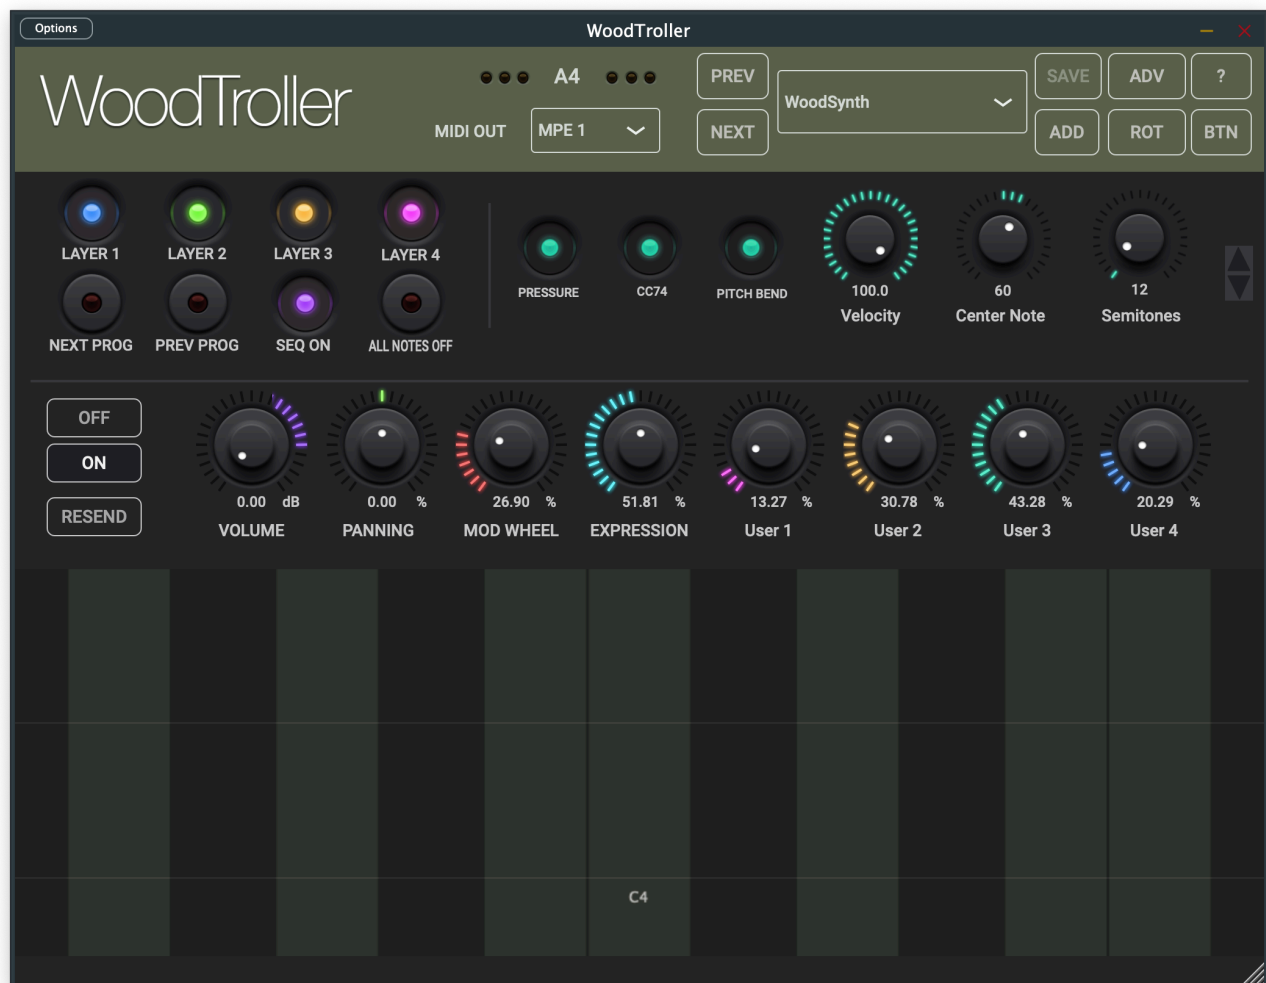 Options
WoodTroller
WoodTroller
A4
MIDI OUT
MPE 1
PREV
NEXT
WoodSynth
SAVE
ADV
?
ADD
ROT
BTN
LAYER 1
LAYER 2
LAYER 3
LAYER 4
NEXT PROG
PREV PROG
SEQ ON
ALL NOTES OFF
PRESSURE
CC74
PITCH BEND
100.0
Velocity
60
Center Note
12
Semitones
OFF
ON
RESEND
0.00 dB
VOLUME
0.00 %
PANNING
26.90 %
MOD WHEEL
51.81 %
EXPRESSION
13.27 %
User 1
30.78 %
User 2
43.28 %
User 3
20.29 %
User 4
C4